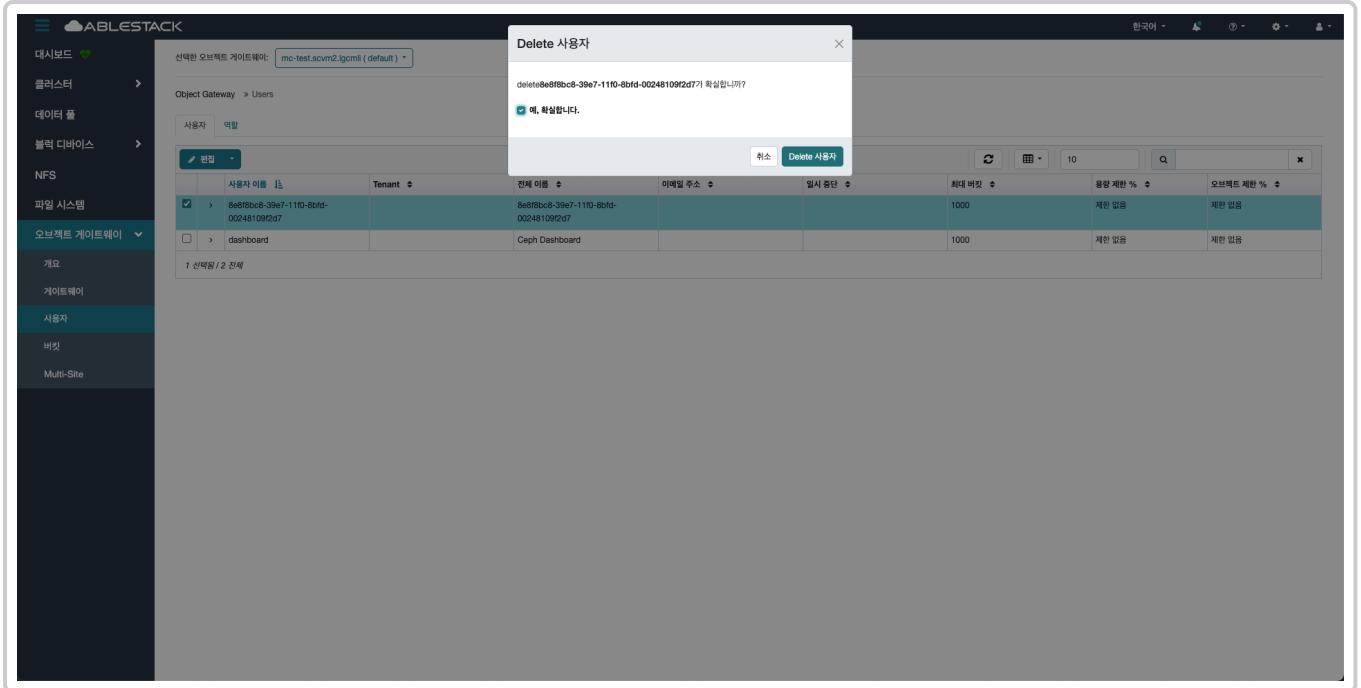 ABLESTACK
한국어
대시보드
클러스터
데이터 풀
블럭 디바이스
NFS
파일 시스템
오브젝트 게이트웨이
개요
게이트웨이
사용자
버킷
Multi-Site
선택한 오브젝트 게이트웨이: mc-test.scvm2.lgcmli ( default )
Object Gateway » Users
사용자 역할
편집
10
사용자 이름 Tenant 전체 이름 이메일 주소 일시 중단 최대 버킷 용량 제한 % 오브젝트 제한 %
8e8f8bc8-39e7-11f0-8bfd-00248109f2d7 8e8f8bc8-39e7-11f0-8bfd-00248109f2d7 1000 제한 없음 제한 없음
dashboard Ceph Dashboard 1000 제한 없음 제한 없음
1 선택됨 / 2 전체
Delete 사용자
delete8e8f8bc8-39e7-11f0-8bfd-00248109f2d7가 확실합니까?
예, 확실합니다.
취소 Delete 사용자